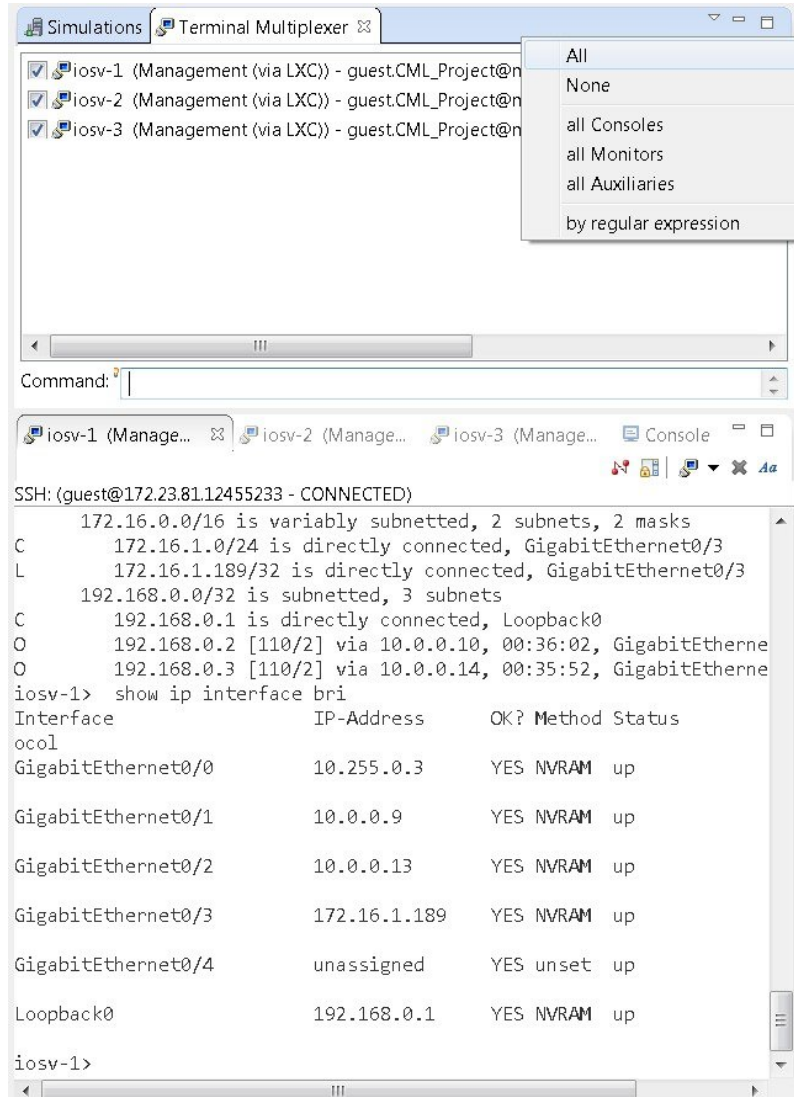 Simulations Terminal Multiplexer
iosv-1 (Management (via LXC)) - guest.CML_Project@n
iosv-2 (Management (via LXC)) - guest.CML_Project@n
iosv-3 (Management (via LXC)) - guest.CML_Project@n
All
None
all Consoles
all Monitors
all Auxiliaries
by regular expression
Command:
iosv-1 (Manage... iosv-2 (Manage... iosv-3 (Manage... Console
SSH: (guest@172.23.81.12455233 - CONNECTED)
172.16.0.0/16 is variably subnetted, 2 subnets, 2 masks
C 172.16.1.0/24 is directly connected, GigabitEthernet0/3
L 172.16.1.189/32 is directly connected, GigabitEthernet0/3
192.168.0.0/32 is subnetted, 3 subnets
C 192.168.0.1 is directly connected, Loopback0
O 192.168.0.2 [110/2] via 10.0.0.10, 00:36:02, GigabitEtherne
O 192.168.0.3 [110/2] via 10.0.0.14, 00:35:52, GigabitEtherne
iosv-1> show ip interface bri
Interface IP-Address OK? Method Status
ocol
GigabitEthernet0/0 10.255.0.3 YES NVRAM up
GigabitEthernet0/1 10.0.0.9 YES NVRAM up
GigabitEthernet0/2 10.0.0.13 YES NVRAM up
GigabitEthernet0/3 172.16.1.189 YES NVRAM up
GigabitEthernet0/4 unassigned YES unset up
Loopback0 192.168.0.1 YES NVRAM up
iosv-1>